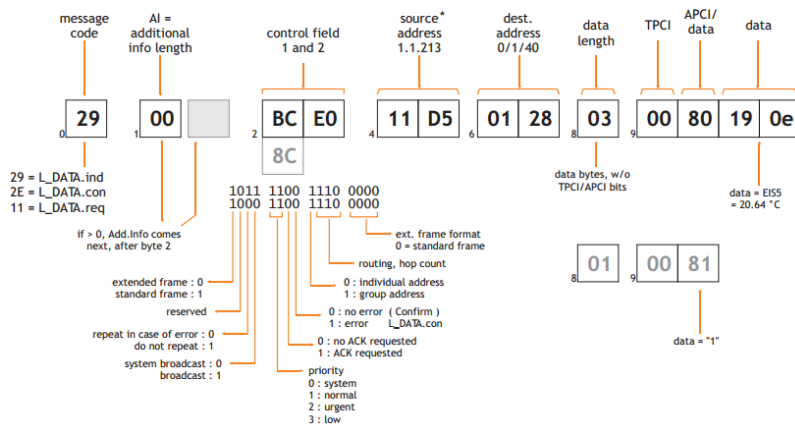 message
code
AI =
additional
info length
control field
1 and 2
source*
address
1.1.213
dest.
address
0/1/40
data
length
TPCI
APCI/
data
data
29
00
BC E0
11 D5
01 28
03
00 80 19 0e
0
1
2
4
6
8
9
8C
29 = L_DATA.ind
2E = L_DATA.con
11 = L_DATA.req
data bytes, w/o
TPCI/APCI bits
data = EIS5
= 20.64 °C
1011 1100 1110 0000
1000 1100 1110 0000
if > 0, Add.Info comes
next, after byte 2
ext. frame format
0 = standard frame
routing, hop count
01
00 81
8
9
extended frame : 0
standard frame : 1
0 : individual address
1 : group address
reserved
0 : no error ( Confirm )
1 : error L_DATA.con
repeat in case of error : 0
do not repeat : 1
0 : no ACK requested
1 : ACK requested
data = "1"
system broadcast : 0
broadcast : 1
priority
0 : system
1 : normal
2 : urgent
3 : low